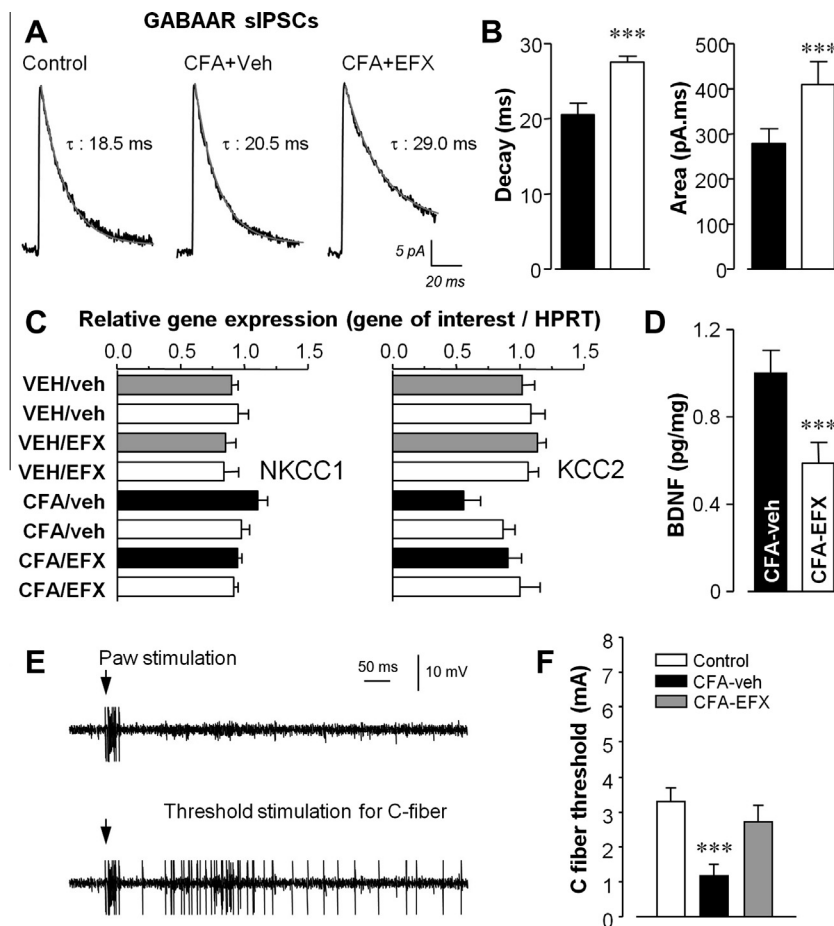 A
GABAAR sIPSCs
Control
CFA+Veh
CFA+EFX
τ : 18.5 ms
τ : 20.5 ms
τ : 29.0 ms
5 pA
20 ms
B
30
20
10
0
Decay (ms)
***
500
400
300
200
100
0
Area (pA.ms)
***
C
Relative gene expression (gene of interest / HPRT)
0.0 0.5 1.0 1.5
0.0 0.5 1.0 1.5
VEH/veh
VEH/veh
VEH/EFX
VEH/EFX
CFA/veh
CFA/veh
CFA/EFX
CFA/EFX
NKCC1
KCC2
D
1.2
0.8
0.4
0
BDNF (pg/mg)
***
CFA-veh
CFA-EFX
E
Paw stimulation
50 ms
10 mV
Threshold stimulation for C-fiber
F
8
7
6
5
4
3
2
1
0
C fiber threshold (mA)
Control
CFA-veh
CFA-EFX
***